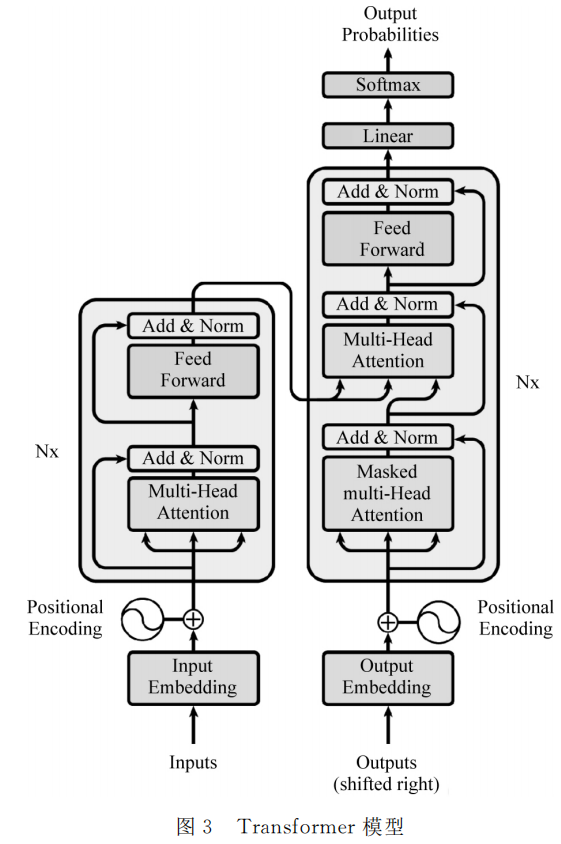 Output
Probabilities
Softmax
Linear
Add & Norm
Feed
Forward
Add & Norm
Multi-Head
Attention
Nx
Add & Norm
Masked
multi-Head
Attention
Add & Norm
Feed
Forward
Nx
Add & Norm
Multi-Head
Attention
Positional
Encoding
Positional
Encoding
Input
Embedding
Output
Embedding
Inputs
Outputs
(shifted right)
图 3 Transformer 模型